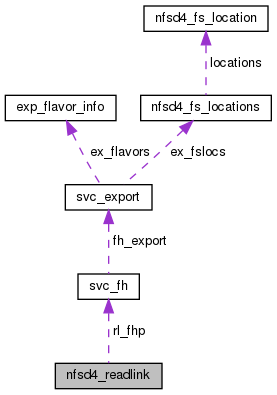 nfsd4_fs_location
locations
exp_flavor_info
nfsd4_fs_locations
ex_flavors
ex_fslocs
svc_export
fh_export
svc_fh
rl_fhp
nfsd4_readlink